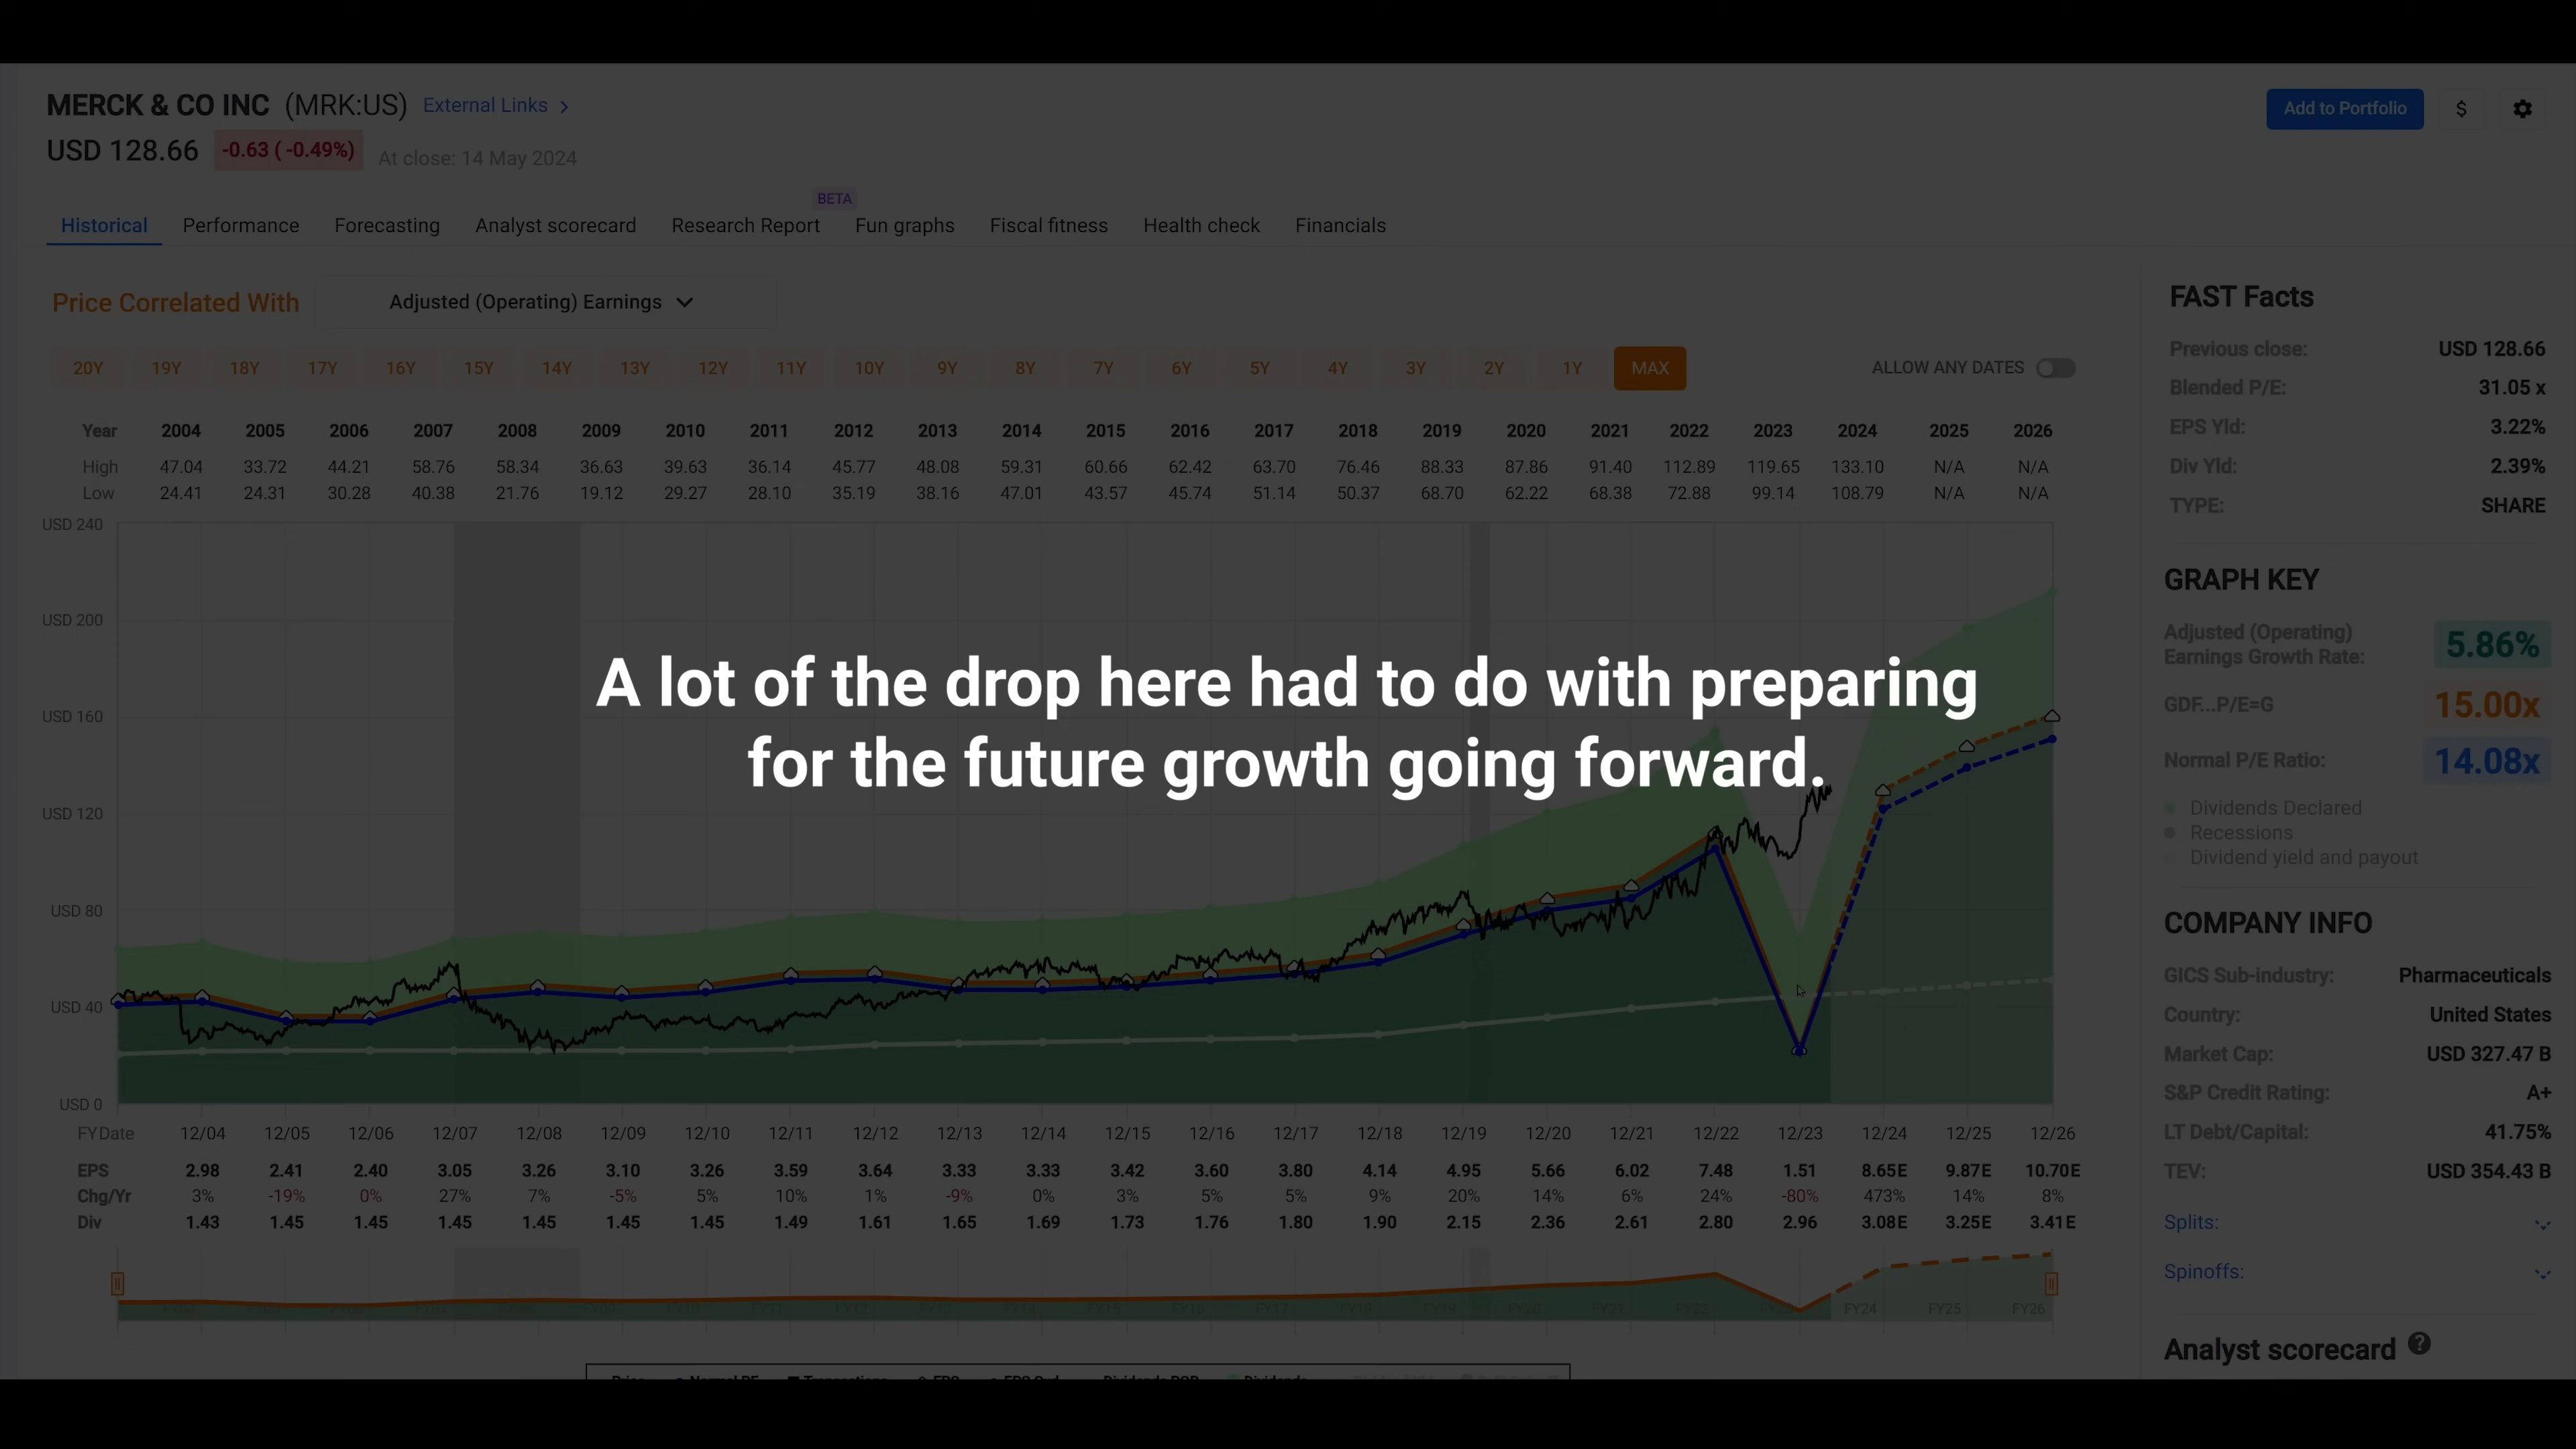 MERCK & CO INC (MRK:US) External Links >
Add to Portfolio $
USD 128.66 -0.63 ( -0.49%) At close: 14 May 2024
BETA
Historical Performance Forecasting Analyst scorecard Research Report Fun graphs Fiscal fitness Health check Financials
Price Correlated With Adjusted (Operating) Earnings
20Y 19Y 18Y 17Y 16Y 15Y 14Y 13Y 12Y 11Y 10Y 9Y 8Y 7Y 6Y 5Y 4Y 3Y 2Y 1Y MAX ALLOW ANY DATES
Year 2004 2005 2006 2007 2008 2009 2010 2011 2012 2013 2014 2015 2016 2017 2018 2019 2020 2021 2022 2023 2024 2025 2026
High 47.04 33.72 44.21 58.76 58.34 36.63 39.63 36.14 45.77 48.08 59.31 60.66 62.42 63.70 76.46 88.33 87.86 91.40 112.89 119.65 133.10 N/A N/A
Low 24.41 24.31 30.28 40.38 21.76 19.12 29.27 28.10 35.19 38.16 47.01 43.57 45.74 51.14 50.37 68.70 62.22 68.38 72.88 99.14 108.79 N/A N/A
USD 240
USD 200
USD 160
USD 120
USD 80
USD 40
USD 0
A lot of the drop here had to do with preparing
for the future growth going forward.
FY Date 12/04 12/05 12/06 12/07 12/08 12/09 12/10 12/11 12/12 12/13 12/14 12/15 12/16 12/17 12/18 12/19 12/20 12/21 12/22 12/23 12/24 12/25 12/26
EPS 2.98 2.41 2.40 3.05 3.26 3.10 3.26 3.59 3.64 3.33 3.33 3.42 3.60 3.80 4.14 4.95 5.66 6.02 7.48 1.51 8.65E 9.87E 10.70E
Chg/Yr 3% -19% 0% 27% 7% -5% 5% 10% 1% -9% 0% 3% 5% 5% 9% 20% 14% 6% 24% -80% 473% 14% 8%
Div 1.43 1.45 1.45 1.45 1.45 1.45 1.45 1.49 1.61 1.65 1.69 1.73 1.76 1.80 1.90 2.15 2.36 2.61 2.80 2.96 3.08E 3.25E 3.41E
FY24 FY25 FY26
FAST Facts
Previous close: USD 128.66
Blended P/E: 31.05 x
EPS Yld: 3.22%
Div Yld: 2.39%
TYPE: SHARE
GRAPH KEY
Adjusted (Operating)
Earnings Growth Rate: 5.86%
GDF...P/E=G 15.00x
Normal P/E Ratio: 14.08x
Dividends Declared
Recessions
Dividend yield and payout
COMPANY INFO
GICS Sub-industry: Pharmaceuticals
Country: United States
Market Cap: USD 327.47 B
S&P Credit Rating: A+
LT Debt/Capital: 41.75%
TEV: USD 354.43 B
Splits:
Spinoffs:
Analyst scorecard ?